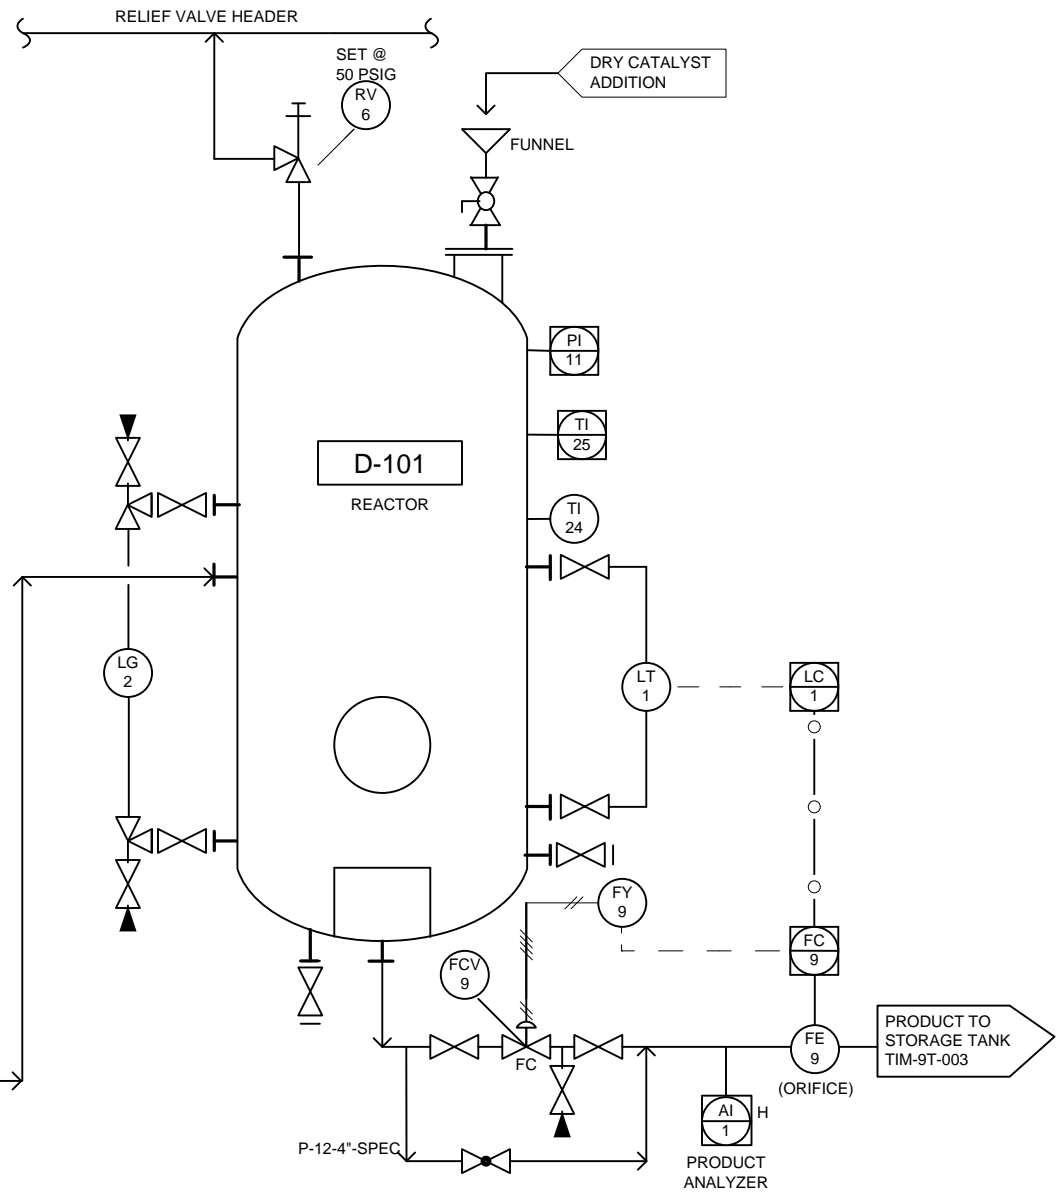 RELIEF VALVE HEADER
SET @
50 PSIG
RV
6
DRY CATALYST
ADDITION
FUNNEL
PI
11
TI
25
D-101
REACTOR
TI
24
LG
2
LT
1
LC
1
FY
9
FC
9
FCV
9
FC
FE
9
(ORIFICE)
PRODUCT TO
STORAGE TANK
TIM-9T-003
AI
1
H
P-12-4"-SPEC
PRODUCT
ANALYZER